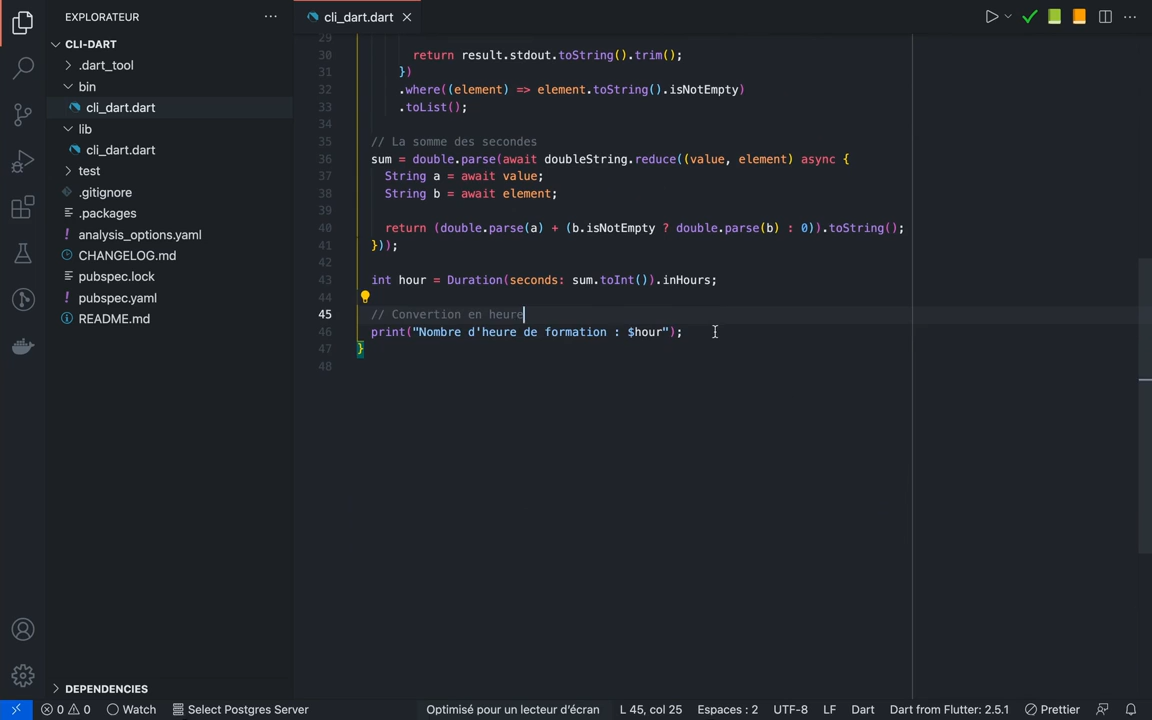 EXPLORATEUR
CLI-DART
.dart_tool
bin
cli_dart.dart
lib
cli_dart.dart
test
.gitignore
.packages
analysis_options.yaml
CHANGELOG.md
pubspec.lock
pubspec.yaml
README.md
DEPENDENCIES
cli_dart.dart
29
30 return result.stdout.toString().trim();
31 })
32 .where((element) => element.toString().isNotEmpty)
33 .toList();
34
35 // La somme des secondes
36 sum = double.parse(await doubleString.reduce((value, element) async {
37 String a = await value;
38 String b = await element;
39
40 return (double.parse(a) + (b.isNotEmpty ? double.parse(b) : 0)).toString();
41 }));
42
43 int hour = Duration(seconds: sum.toInt()).inHours;
44
45 // Convertion en heure
46 print("Nombre d'heure de formation : $hour");
47 }
48
0 0 Watch Select Postgres Server Optimisé pour un lecteur d'écran L 45, col 25 Espaces : 2 UTF-8 LF Dart Dart from Flutter: 2.5.1 Prettier